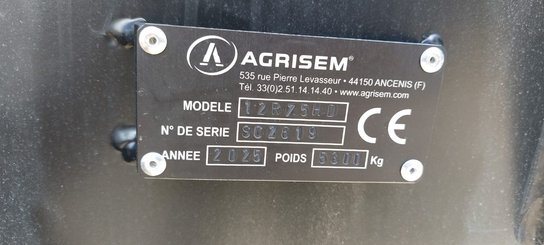 AGRISEM®
535 rue Pierre Levasseur • 44150 ANCENIS (F)
Tél. 33(0)2.51.14.14.40 • www.agrisem.com
MODELE 12R75HD
N° DE SERIE SC2619 CE
ANNEE 2025 POIDS 5300 Kg